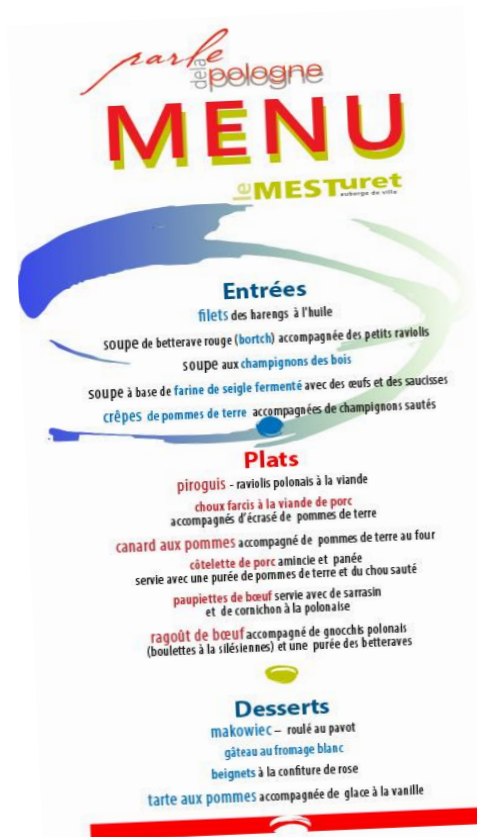 parle
dela pologne
MENU
le MESTuret
auberge de ville
Entrées
filets des harengs à l'huile
soupe de betterave rouge (bortch) accompagnée des petits raviolis
soupe aux champignons des bois
soupe à base de farine de seigle fermenté avec des œufs et des saucisses
crêpes de pommes de terre accompagnées de champignons sautés
Plats
piroguis - raviolis polonais à la viande
choux farcis à la viande de porc
accompagnés d'écrasé de pommes de terre
canard aux pommes accompagné de pommes de terre au four
côtelette de porc amincie et panée
servie avec une purée de pommes de terre et du chou sauté
paupiettes de bœuf servie avec de sarrasin
et de cornichon à la polonaise
ragoût de bœuf accompagné de gnocchis polonais
(boulettes à la silésiennes) et une purée des betteraves
Desserts
makowiec – roulé au pavot
gâteau au fromage blanc
beignets à la confiture de rose
tarte aux pommes accompagnée de glace à la vanille